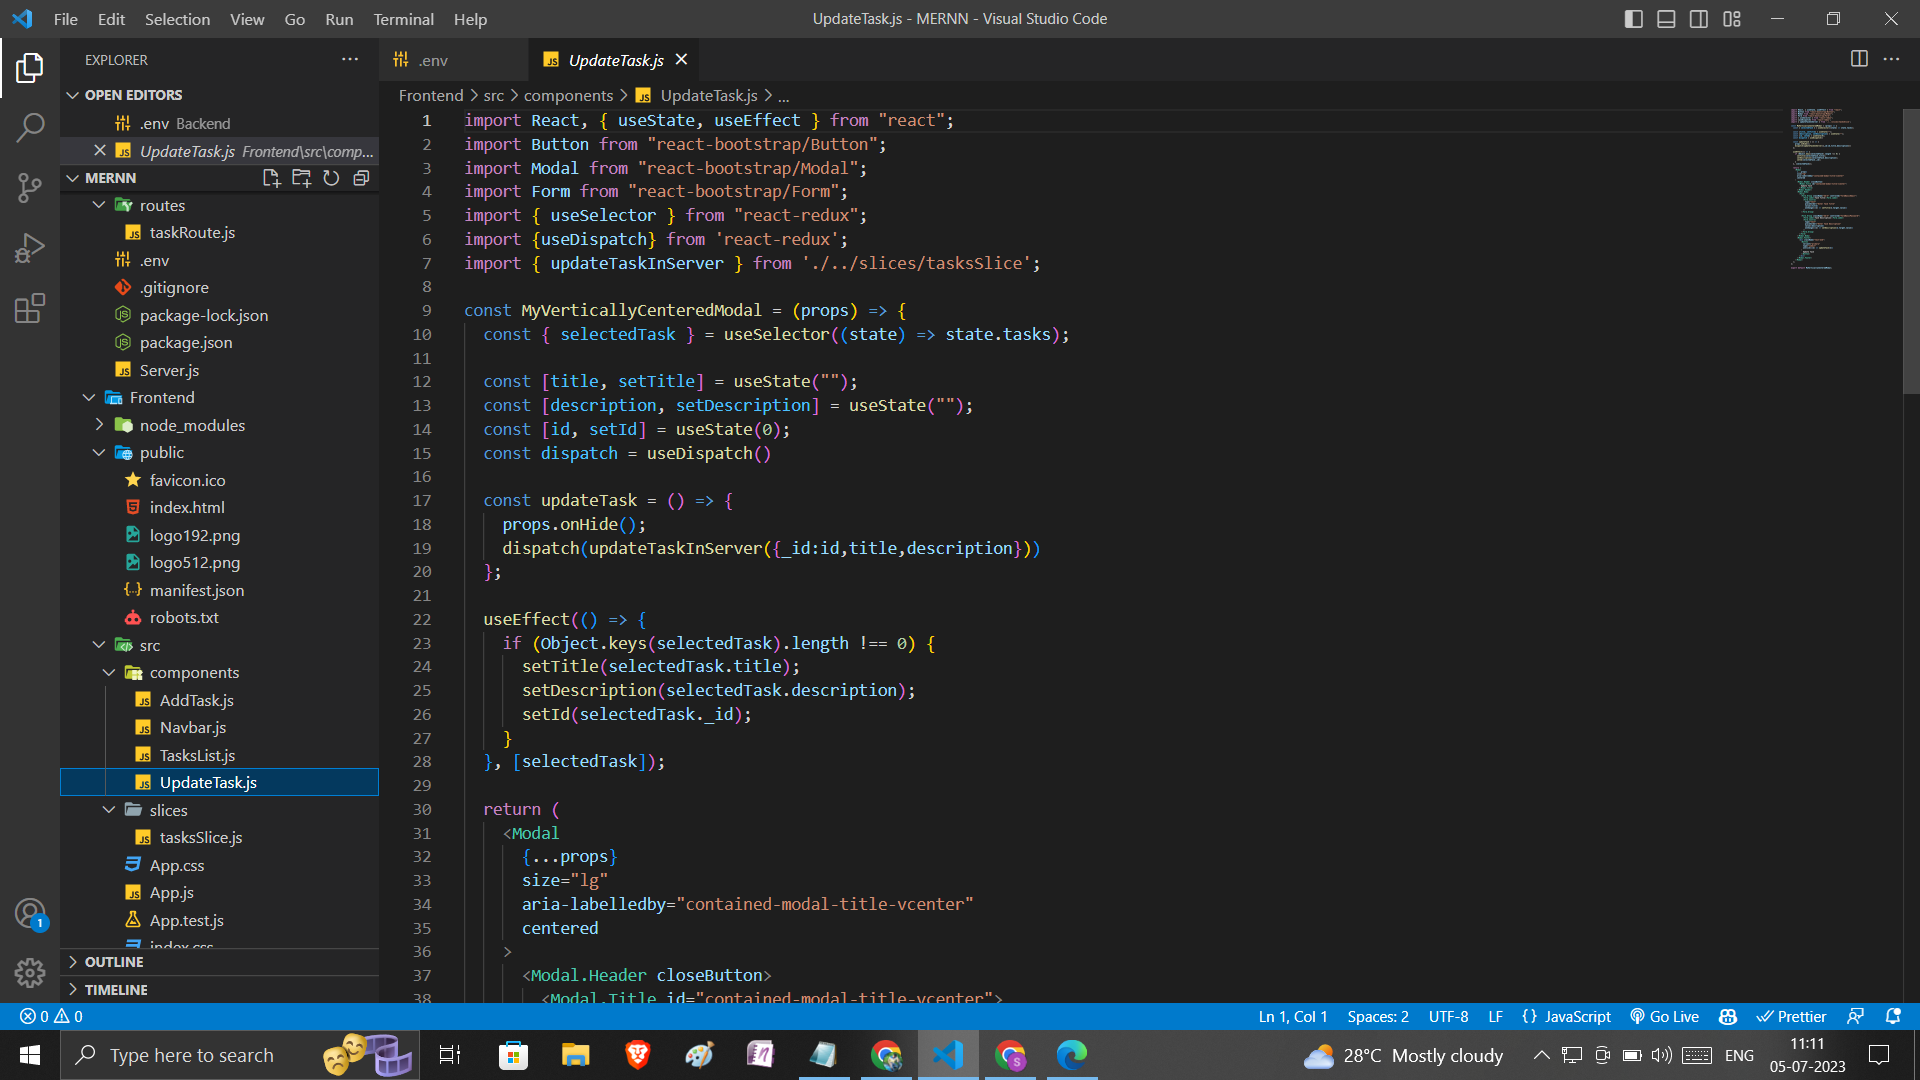 File Edit Selection View Go Run Terminal Help
UpdateTask.js - MERNN - Visual Studio Code
EXPLORER
OPEN EDITORS
.env Backend
UpdateTask.js Frontend\src\comp...
MERNN
routes
taskRoute.js
.env
.gitignore
package-lock.json
package.json
Server.js
Frontend
node_modules
public
favicon.ico
index.html
logo192.png
logo512.png
manifest.json
robots.txt
src
components
AddTask.js
Navbar.js
TasksList.js
UpdateTask.js
slices
tasksSlice.js
App.css
App.js
App.test.js
index.css
OUTLINE
TIMELINE
1
.env
UpdateTask.js
Frontend > src > components > UpdateTask.js > ...
1 import React, { useState, useEffect } from "react";
2 import Button from "react-bootstrap/Button";
3 import Modal from "react-bootstrap/Modal";
4 import Form from "react-bootstrap/Form";
5 import { useSelector } from "react-redux";
6 import {useDispatch} from 'react-redux';
7 import { updateTaskInServer } from './../slices/tasksSlice';
8
9 const MyVerticallyCenteredModal = (props) => {
10 const { selectedTask } = useSelector((state) => state.tasks);
11
12 const [title, setTitle] = useState("");
13 const [description, setDescription] = useState("");
14 const [id, setId] = useState(0);
15 const dispatch = useDispatch()
16
17 const updateTask = () => {
18 props.onHide();
19 dispatch(updateTaskInServer({_id:id,title,description}))
20 };
21
22 useEffect(() => {
23 if (Object.keys(selectedTask).length !== 0) {
24 setTitle(selectedTask.title);
25 setDescription(selectedTask.description);
26 setId(selectedTask._id);
27 }
28 }, [selectedTask]);
29
30 return (
31 <Modal
32 {...props}
33 size="lg"
34 aria-labelledby="contained-modal-title-vcenter"
35 centered
36 >
37 <Modal.Header closeButton>
38 <Modal.Title id="contained-modal-title-vcenter">
0 0
Ln 1, Col 1 Spaces: 2 UTF-8 LF {} JavaScript Go Live Prettier
Type here to search
28°C Mostly cloudy
ENG
11:11
05-07-2023